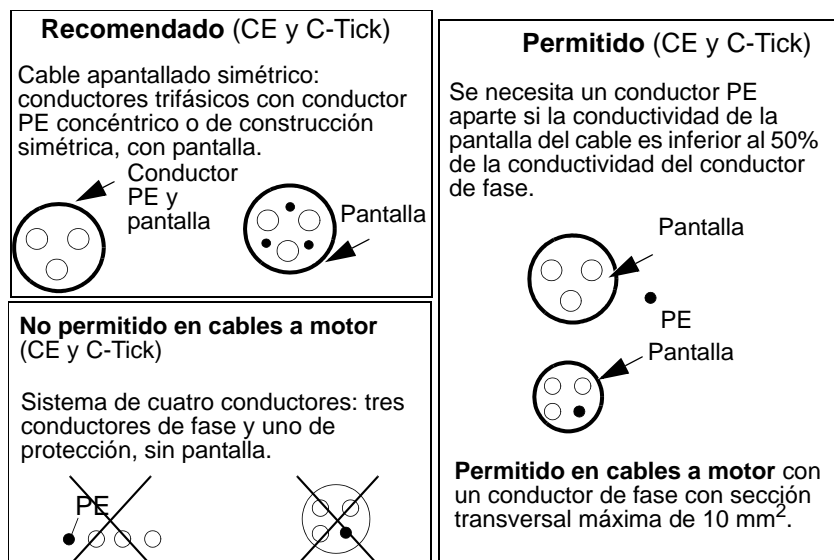 Recomendado (CE y C-Tick)
Cable apantallado simétrico:
conductores trifásicos con conductor
PE concéntrico o de construcción
simétrica, con pantalla.
Conductor
PE y
pantalla
Pantalla
No permitido en cables a motor
(CE y C-Tick)
Sistema de cuatro conductores: tres
conductores de fase y uno de
protección, sin pantalla.
PE
Permitido (CE y C-Tick)
Se necesita un conductor PE
aparte si la conductividad de la
pantalla del cable es inferior al 50%
de la conductividad del conductor
de fase.
Pantalla
PE
Pantalla
Permitido en cables a motor con
un conductor de fase con sección
transversal máxima de 10 mm².